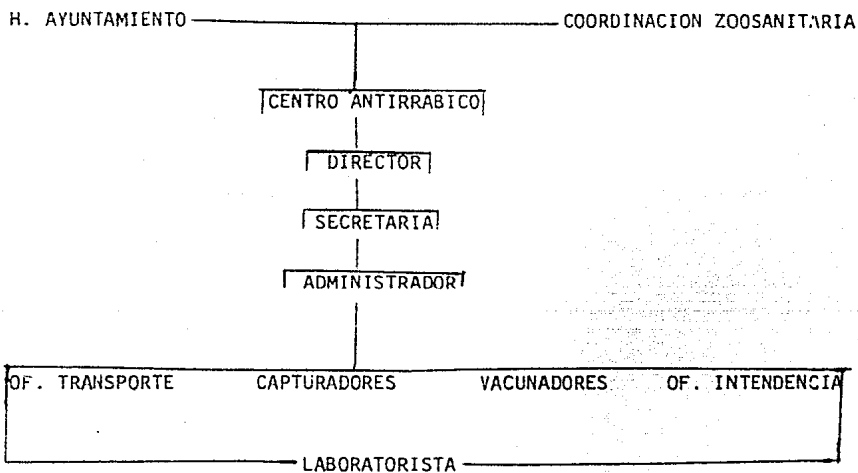 H. AYUNTAMIENTO COORDINACION ZOOSANITARIA
CENTRO ANTIRRABICO
DIRECTOR
SECRETARIA
ADMINISTRADOR
OF. TRANSPORTE CAPTURADORES VACUNADORES OF. INTENDENCIA
LABORATORISTA